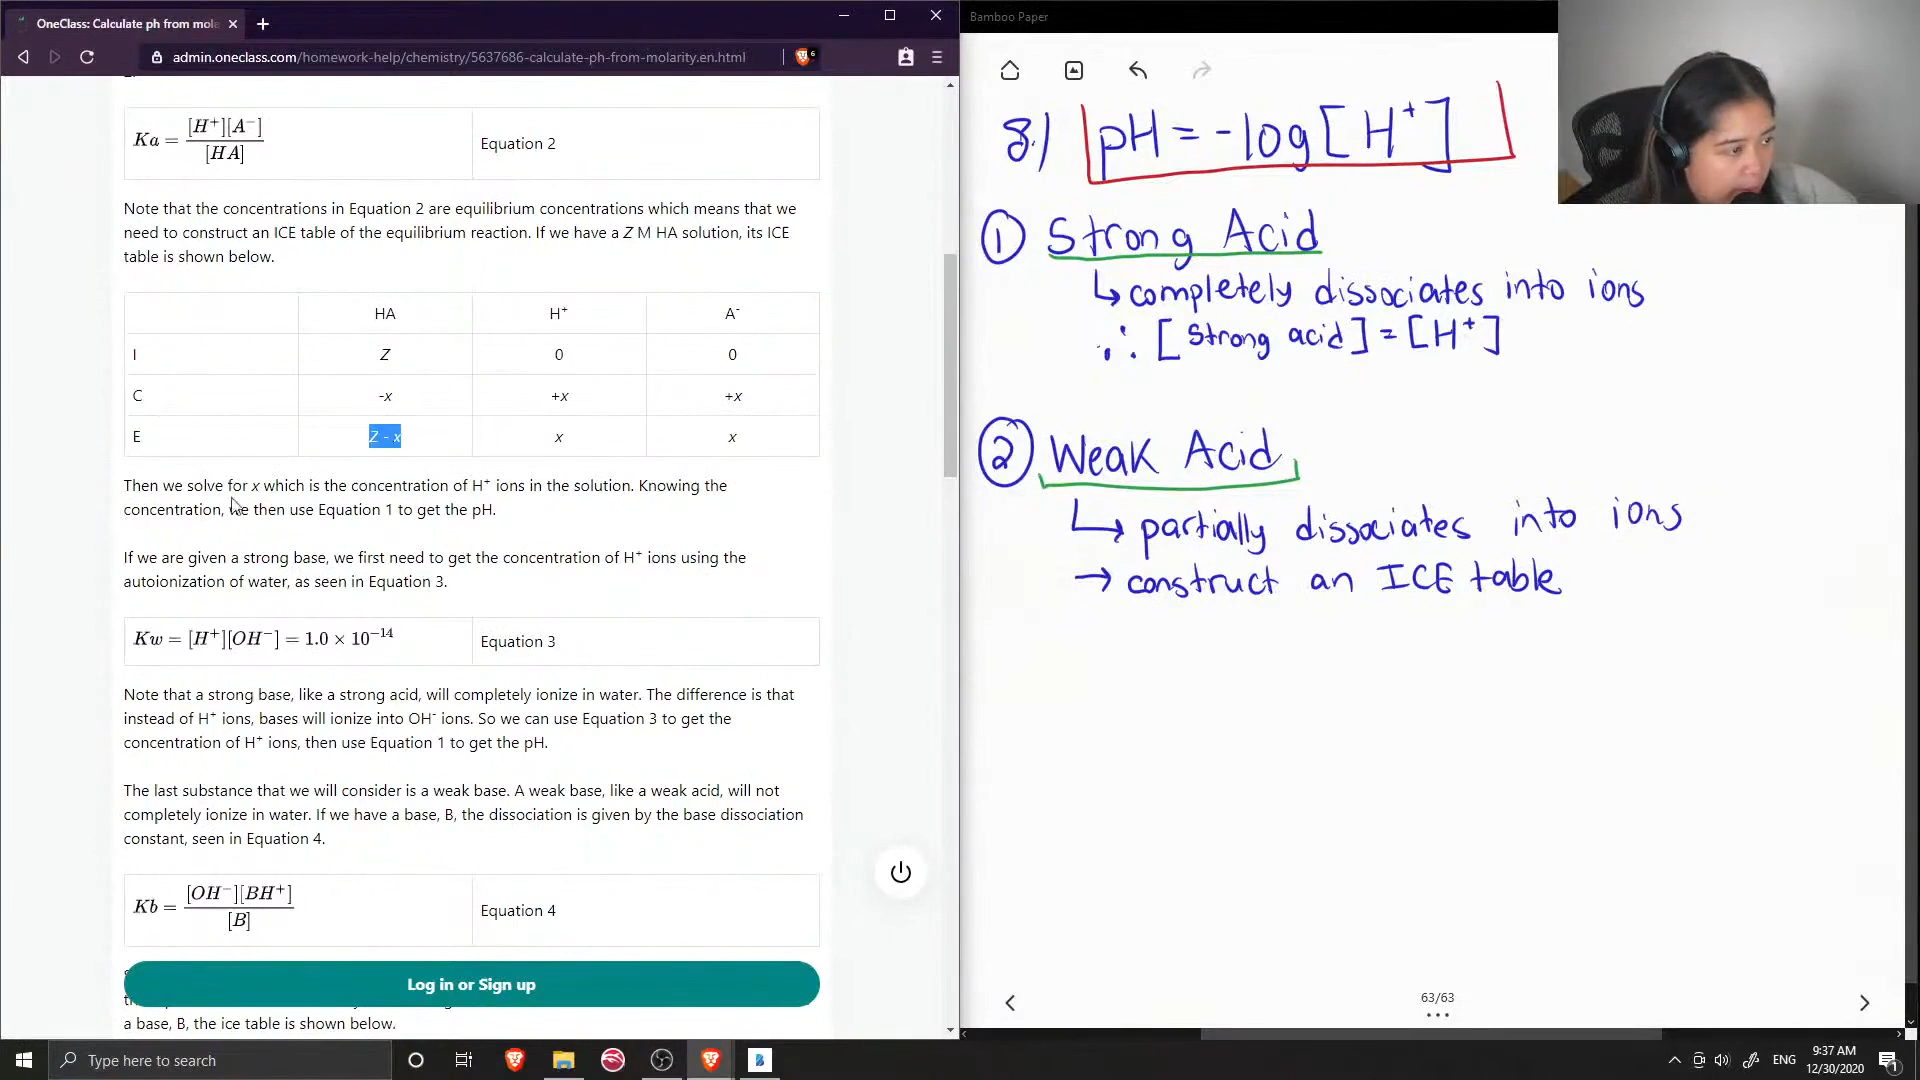 OneClass: Calculate ph from mola
admin.oneclass.com/homework-help/chemistry/5637686-calculate-ph-from-molarity.en.html
6
Ka = [H⁺][A⁻] / [HA]
Equation 2
Note that the concentrations in Equation 2 are equilibrium concentrations which means that we
need to construct an ICE table of the equilibrium reaction. If we have a Z M HA solution, its ICE
table is shown below.
HA H⁺ A⁻
I Z 0 0
C -x +x +x
E Z - x x x
Then we solve for x which is the concentration of H⁺ ions in the solution. Knowing the
concentration, we then use Equation 1 to get the pH.
If we are given a strong base, we first need to get the concentration of H⁺ ions using the
autoionization of water, as seen in Equation 3.
Kw = [H⁺][OH⁻] = 1.0 × 10⁻¹⁴
Equation 3
Note that a strong base, like a strong acid, will completely ionize in water. The difference is that
instead of H⁺ ions, bases will ionize into OH⁻ ions. So we can use Equation 3 to get the
concentration of H⁺ ions, then use Equation 1 to get the pH.
The last substance that we will consider is a weak base. A weak base, like a weak acid, will not
completely ionize in water. If we have a base, B, the dissociation is given by the base dissociation
constant, seen in Equation 4.
Kb = [OH⁻][BH⁺] / [B]
Equation 4
Log in or Sign up
a base, B, the ice table is shown below.
Bamboo Paper
8.) pH = -log[H⁺]
① Strong Acid
↳ completely dissociates into ions
∴ [Strong acid] = [H⁺]
② Weak Acid
↳ partially dissociates into ions
→ construct an ICE table
63/63
Type here to search
ENG
9:37 AM
12/30/2020
1